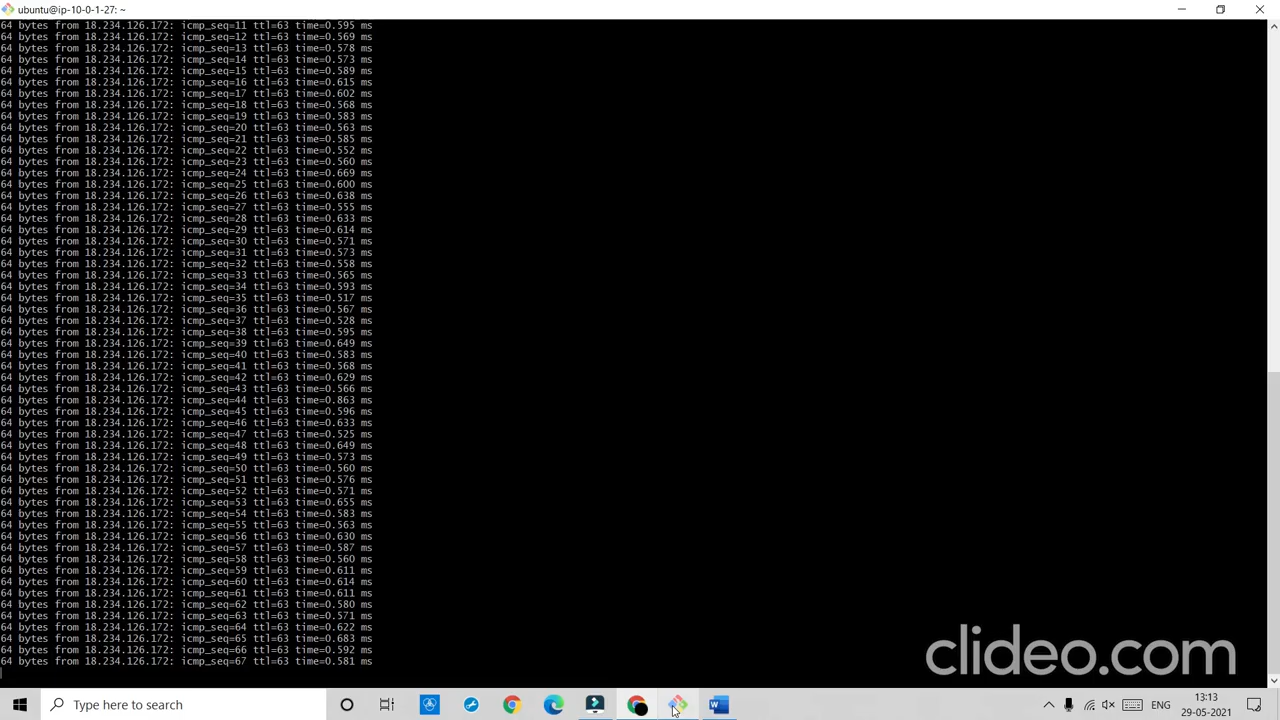 ubuntu@ip-10-0-1-27: ~
64 bytes from 18.234.126.172: icmp_seq=11 ttl=63 time=0.595 ms
64 bytes from 18.234.126.172: icmp_seq=12 ttl=63 time=0.569 ms
64 bytes from 18.234.126.172: icmp_seq=13 ttl=63 time=0.578 ms
64 bytes from 18.234.126.172: icmp_seq=14 ttl=63 time=0.573 ms
64 bytes from 18.234.126.172: icmp_seq=15 ttl=63 time=0.589 ms
64 bytes from 18.234.126.172: icmp_seq=16 ttl=63 time=0.615 ms
64 bytes from 18.234.126.172: icmp_seq=17 ttl=63 time=0.602 ms
64 bytes from 18.234.126.172: icmp_seq=18 ttl=63 time=0.568 ms
64 bytes from 18.234.126.172: icmp_seq=19 ttl=63 time=0.583 ms
64 bytes from 18.234.126.172: icmp_seq=20 ttl=63 time=0.563 ms
64 bytes from 18.234.126.172: icmp_seq=21 ttl=63 time=0.585 ms
64 bytes from 18.234.126.172: icmp_seq=22 ttl=63 time=0.552 ms
64 bytes from 18.234.126.172: icmp_seq=23 ttl=63 time=0.560 ms
64 bytes from 18.234.126.172: icmp_seq=24 ttl=63 time=0.669 ms
64 bytes from 18.234.126.172: icmp_seq=25 ttl=63 time=0.600 ms
64 bytes from 18.234.126.172: icmp_seq=26 ttl=63 time=0.638 ms
64 bytes from 18.234.126.172: icmp_seq=27 ttl=63 time=0.555 ms
64 bytes from 18.234.126.172: icmp_seq=28 ttl=63 time=0.633 ms
64 bytes from 18.234.126.172: icmp_seq=29 ttl=63 time=0.614 ms
64 bytes from 18.234.126.172: icmp_seq=30 ttl=63 time=0.571 ms
64 bytes from 18.234.126.172: icmp_seq=31 ttl=63 time=0.573 ms
64 bytes from 18.234.126.172: icmp_seq=32 ttl=63 time=0.558 ms
64 bytes from 18.234.126.172: icmp_seq=33 ttl=63 time=0.565 ms
64 bytes from 18.234.126.172: icmp_seq=34 ttl=63 time=0.593 ms
64 bytes from 18.234.126.172: icmp_seq=35 ttl=63 time=0.517 ms
64 bytes from 18.234.126.172: icmp_seq=36 ttl=63 time=0.567 ms
64 bytes from 18.234.126.172: icmp_seq=37 ttl=63 time=0.528 ms
64 bytes from 18.234.126.172: icmp_seq=38 ttl=63 time=0.595 ms
64 bytes from 18.234.126.172: icmp_seq=39 ttl=63 time=0.649 ms
64 bytes from 18.234.126.172: icmp_seq=40 ttl=63 time=0.583 ms
64 bytes from 18.234.126.172: icmp_seq=41 ttl=63 time=0.568 ms
64 bytes from 18.234.126.172: icmp_seq=42 ttl=63 time=0.629 ms
64 bytes from 18.234.126.172: icmp_seq=43 ttl=63 time=0.566 ms
64 bytes from 18.234.126.172: icmp_seq=44 ttl=63 time=0.863 ms
64 bytes from 18.234.126.172: icmp_seq=45 ttl=63 time=0.596 ms
64 bytes from 18.234.126.172: icmp_seq=46 ttl=63 time=0.633 ms
64 bytes from 18.234.126.172: icmp_seq=47 ttl=63 time=0.525 ms
64 bytes from 18.234.126.172: icmp_seq=48 ttl=63 time=0.649 ms
64 bytes from 18.234.126.172: icmp_seq=49 ttl=63 time=0.573 ms
64 bytes from 18.234.126.172: icmp_seq=50 ttl=63 time=0.560 ms
64 bytes from 18.234.126.172: icmp_seq=51 ttl=63 time=0.576 ms
64 bytes from 18.234.126.172: icmp_seq=52 ttl=63 time=0.571 ms
64 bytes from 18.234.126.172: icmp_seq=53 ttl=63 time=0.655 ms
64 bytes from 18.234.126.172: icmp_seq=54 ttl=63 time=0.583 ms
64 bytes from 18.234.126.172: icmp_seq=55 ttl=63 time=0.563 ms
64 bytes from 18.234.126.172: icmp_seq=56 ttl=63 time=0.630 ms
64 bytes from 18.234.126.172: icmp_seq=57 ttl=63 time=0.587 ms
64 bytes from 18.234.126.172: icmp_seq=58 ttl=63 time=0.560 ms
64 bytes from 18.234.126.172: icmp_seq=59 ttl=63 time=0.611 ms
64 bytes from 18.234.126.172: icmp_seq=60 ttl=63 time=0.614 ms
64 bytes from 18.234.126.172: icmp_seq=61 ttl=63 time=0.611 ms
64 bytes from 18.234.126.172: icmp_seq=62 ttl=63 time=0.580 ms
64 bytes from 18.234.126.172: icmp_seq=63 ttl=63 time=0.571 ms
64 bytes from 18.234.126.172: icmp_seq=64 ttl=63 time=0.622 ms
64 bytes from 18.234.126.172: icmp_seq=65 ttl=63 time=0.683 ms
64 bytes from 18.234.126.172: icmp_seq=66 ttl=63 time=0.592 ms
64 bytes from 18.234.126.172: icmp_seq=67 ttl=63 time=0.581 ms
clideo.com
Type here to search
ENG
13:13
29-05-2021